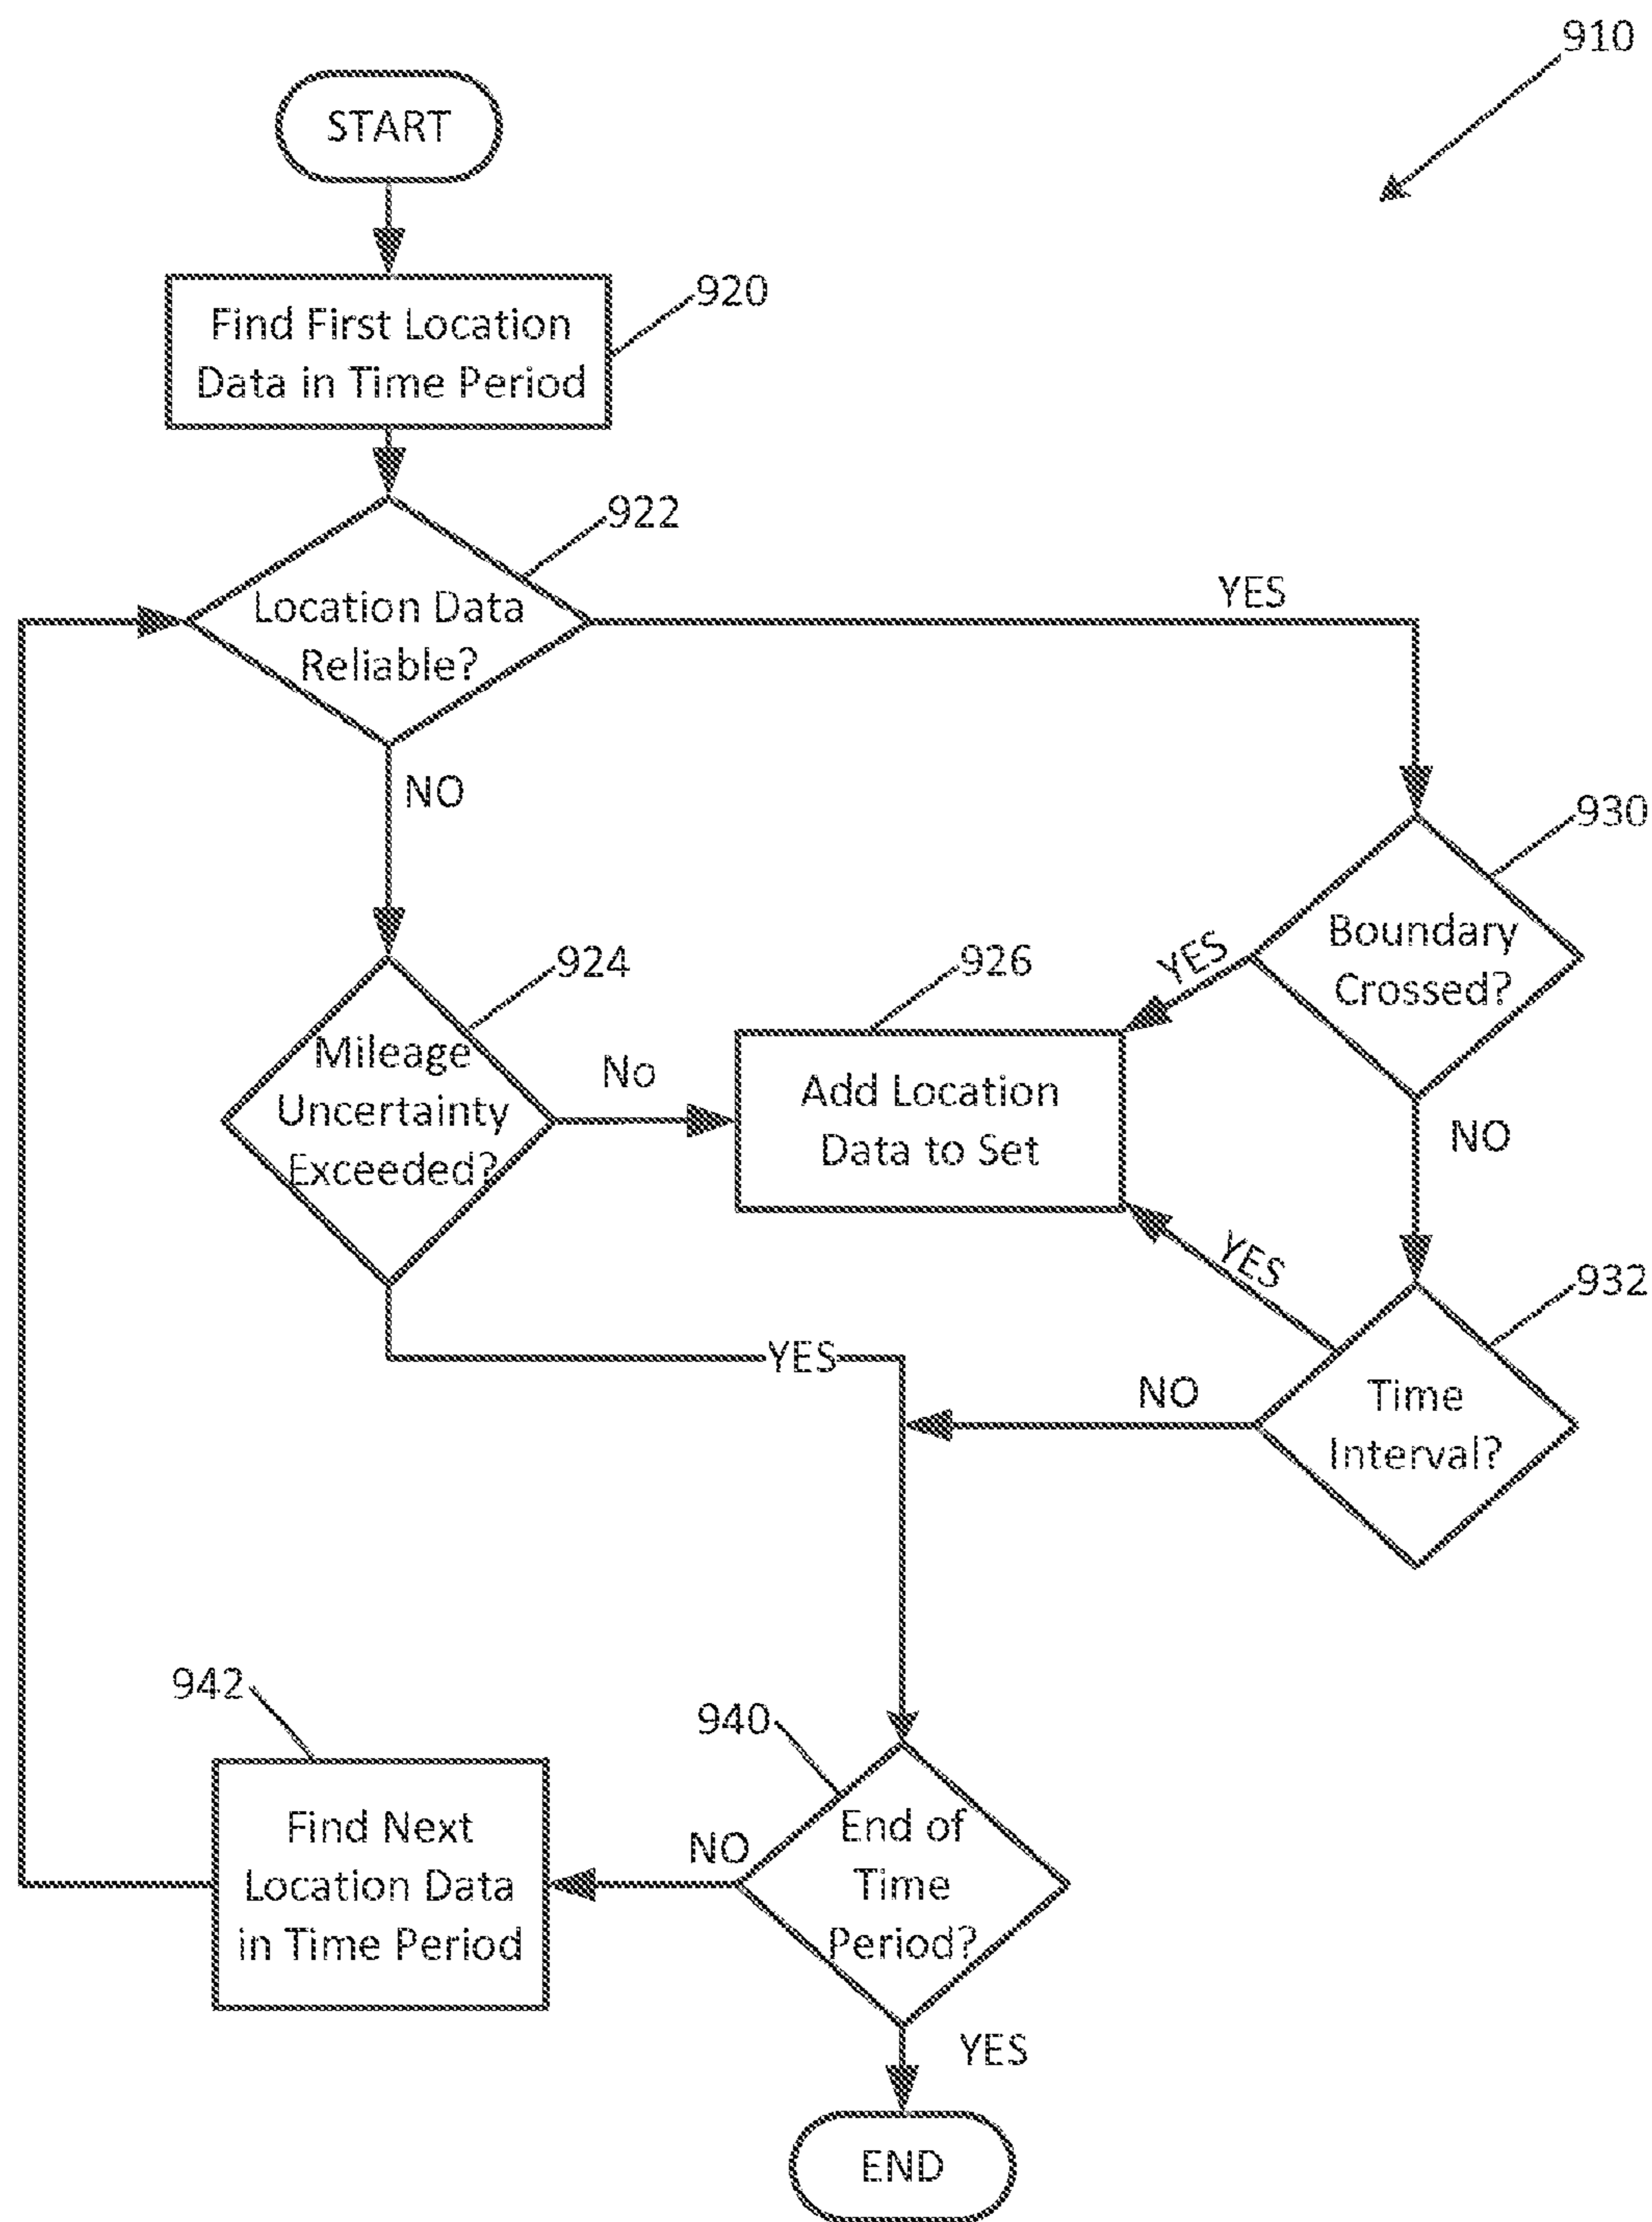 910
START
920
Find First Location
Data in Time Period
922
Location Data
Reliable?
YES
NO
930
Boundary
Crossed?
YES
924
Mileage
Uncertainty
Exceeded?
No
926
Add Location
Data to Set
NO
YES
932
Time
Interval?
NO
YES
942
Find Next
Location Data
in Time Period
940
End of
Time
Period?
NO
YES
END